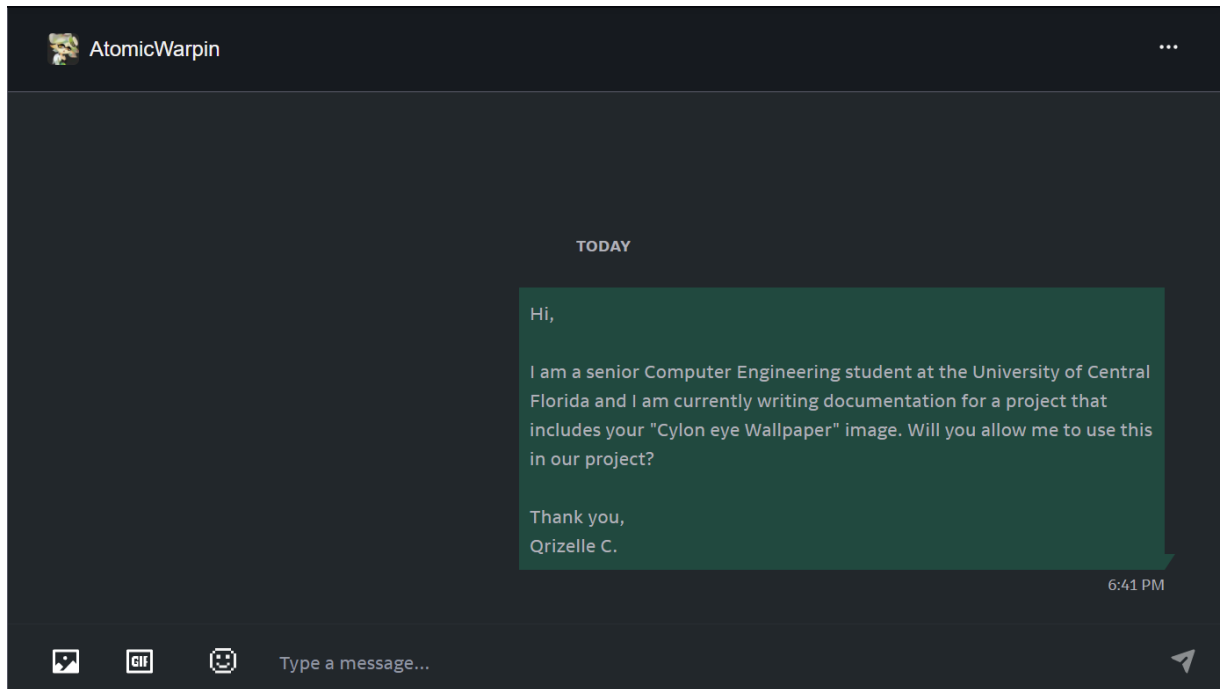 AtomicWarpin
TODAY
Hi,
I am a senior Computer Engineering student at the University of Central
Florida and I am currently writing documentation for a project that
includes your "Cylon eye Wallpaper" image. Will you allow me to use this
in our project?
Thank you,
Qrizelle C.
6:41 PM
GIF
Type a message...